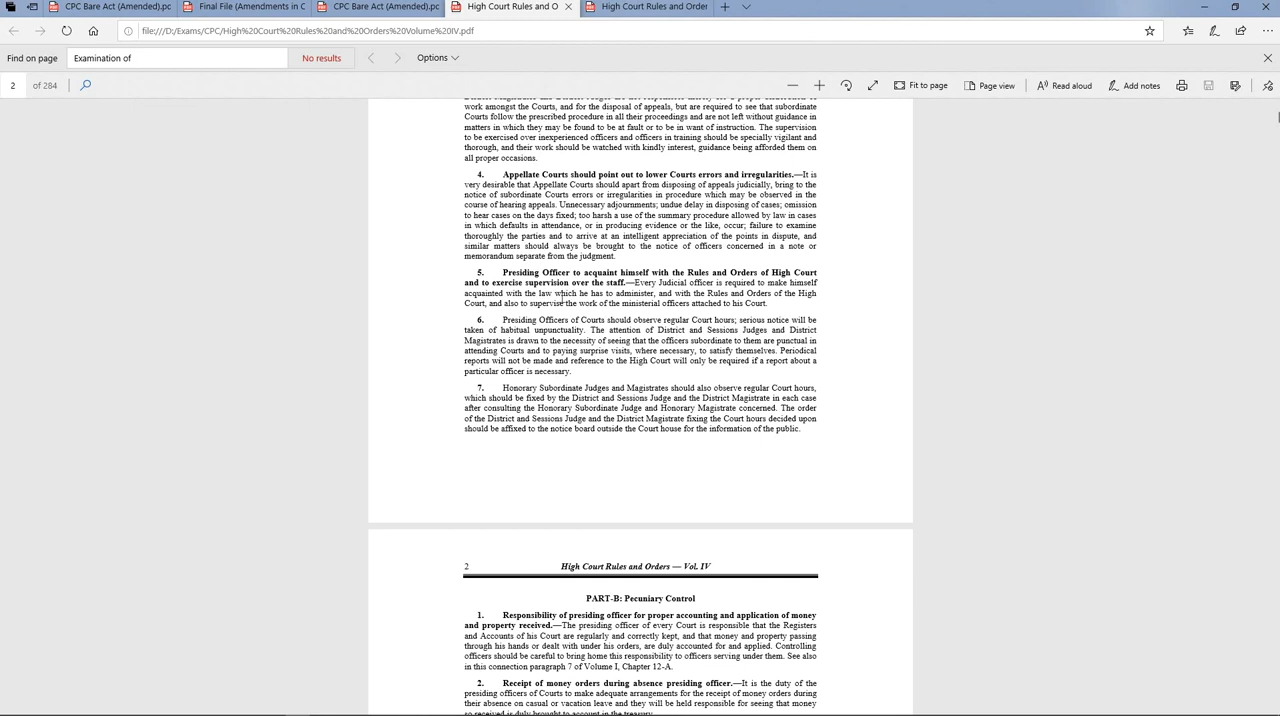 CPC Bare Act (Amended).pc
Final File (Amendments in C
CPC Bare Act (Amended).pc
High Court Rules and O
High Court Rules and Order
file:///D:/Exams/CPC/High%20Court%20Rules%20and%20Orders%20Volume%20IV.pdf
Find on page
Examination of
No results
Options
2 of 284
Fit to page
Page view
Read aloud
Add notes
work amongst the Courts, and for the disposal of appeals, but are required to see that subordinate
Courts follow the prescribed procedure in all their proceedings and are not left without guidance in
matters in which they may be found to be at fault or to be in want of instruction. The supervision
to be exercised over inexperienced officers and officers in training should be specially vigilant and
thorough, and their work should be watched with kindly interest, guidance being afforded them on
all proper occasions.
4. Appellate Courts should point out to lower Courts errors and irregularities.—It is
very desirable that Appellate Courts should apart from disposing of appeals judicially, bring to the
notice of subordinate Courts errors or irregularities in procedure which may be observed in the
course of hearing appeals. Unnecessary adjournments; undue delay in disposing of cases; omission
to hear cases on the days fixed; too harsh a use of the summary procedure allowed by law in cases
in which defaults in attendance, or in producing evidence or the like, occur; failure to examine
thoroughly the parties and to arrive at an intelligent appreciation of the points in dispute, and
similar matters should always be brought to the notice of officers concerned in a note or
memorandum separate from the judgment.
5. Presiding Officer to acquaint himself with the Rules and Orders of High Court
and to exercise supervision over the staff.—Every Judicial officer is required to make himself
acquainted with the law which he has to administer, and with the Rules and Orders of the High
Court, and also to supervise the work of the ministerial officers attached to his Court.
6. Presiding Officers of Courts should observe regular Court hours; serious notice will be
taken of habitual unpunctuality. The attention of District and Sessions Judges and District
Magistrates is drawn to the necessity of seeing that the officers subordinate to them are punctual in
attending Courts and to paying surprise visits, where necessary, to satisfy themselves. Periodical
reports will not be made and reference to the High Court will only be required if a report about a
particular officer is necessary.
7. Honorary Subordinate Judges and Magistrates should also observe regular Court hours,
which should be fixed by the District and Sessions Judge and the District Magistrate in each case
after consulting the Honorary Subordinate Judge and Honorary Magistrate concerned. The order
of the District and Sessions Judge and the District Magistrate fixing the Court hours decided upon
should be affixed to the notice board outside the Court house for the information of the public.
2 High Court Rules and Orders — Vol. IV
PART-B: Pecuniary Control
1. Responsibility of presiding officer for proper accounting and application of money
and property received.—The presiding officer of every Court is responsible that the Registers
and Accounts of his Court are regularly and correctly kept, and that money and property passing
through his hands or dealt with under his orders, are duly accounted for and applied. Controlling
officers should be careful to bring home this responsibility to officers serving under them. See also
in this connection paragraph 7 of Volume I, Chapter 12-A.
2. Receipt of money orders during absence presiding officer.—It is the duty of the
presiding officers of Courts to make adequate arrangements for the receipt of money orders during
their absence on casual or vacation leave and they will be held responsible for seeing that money
so received is duly brought to account in the treasury.